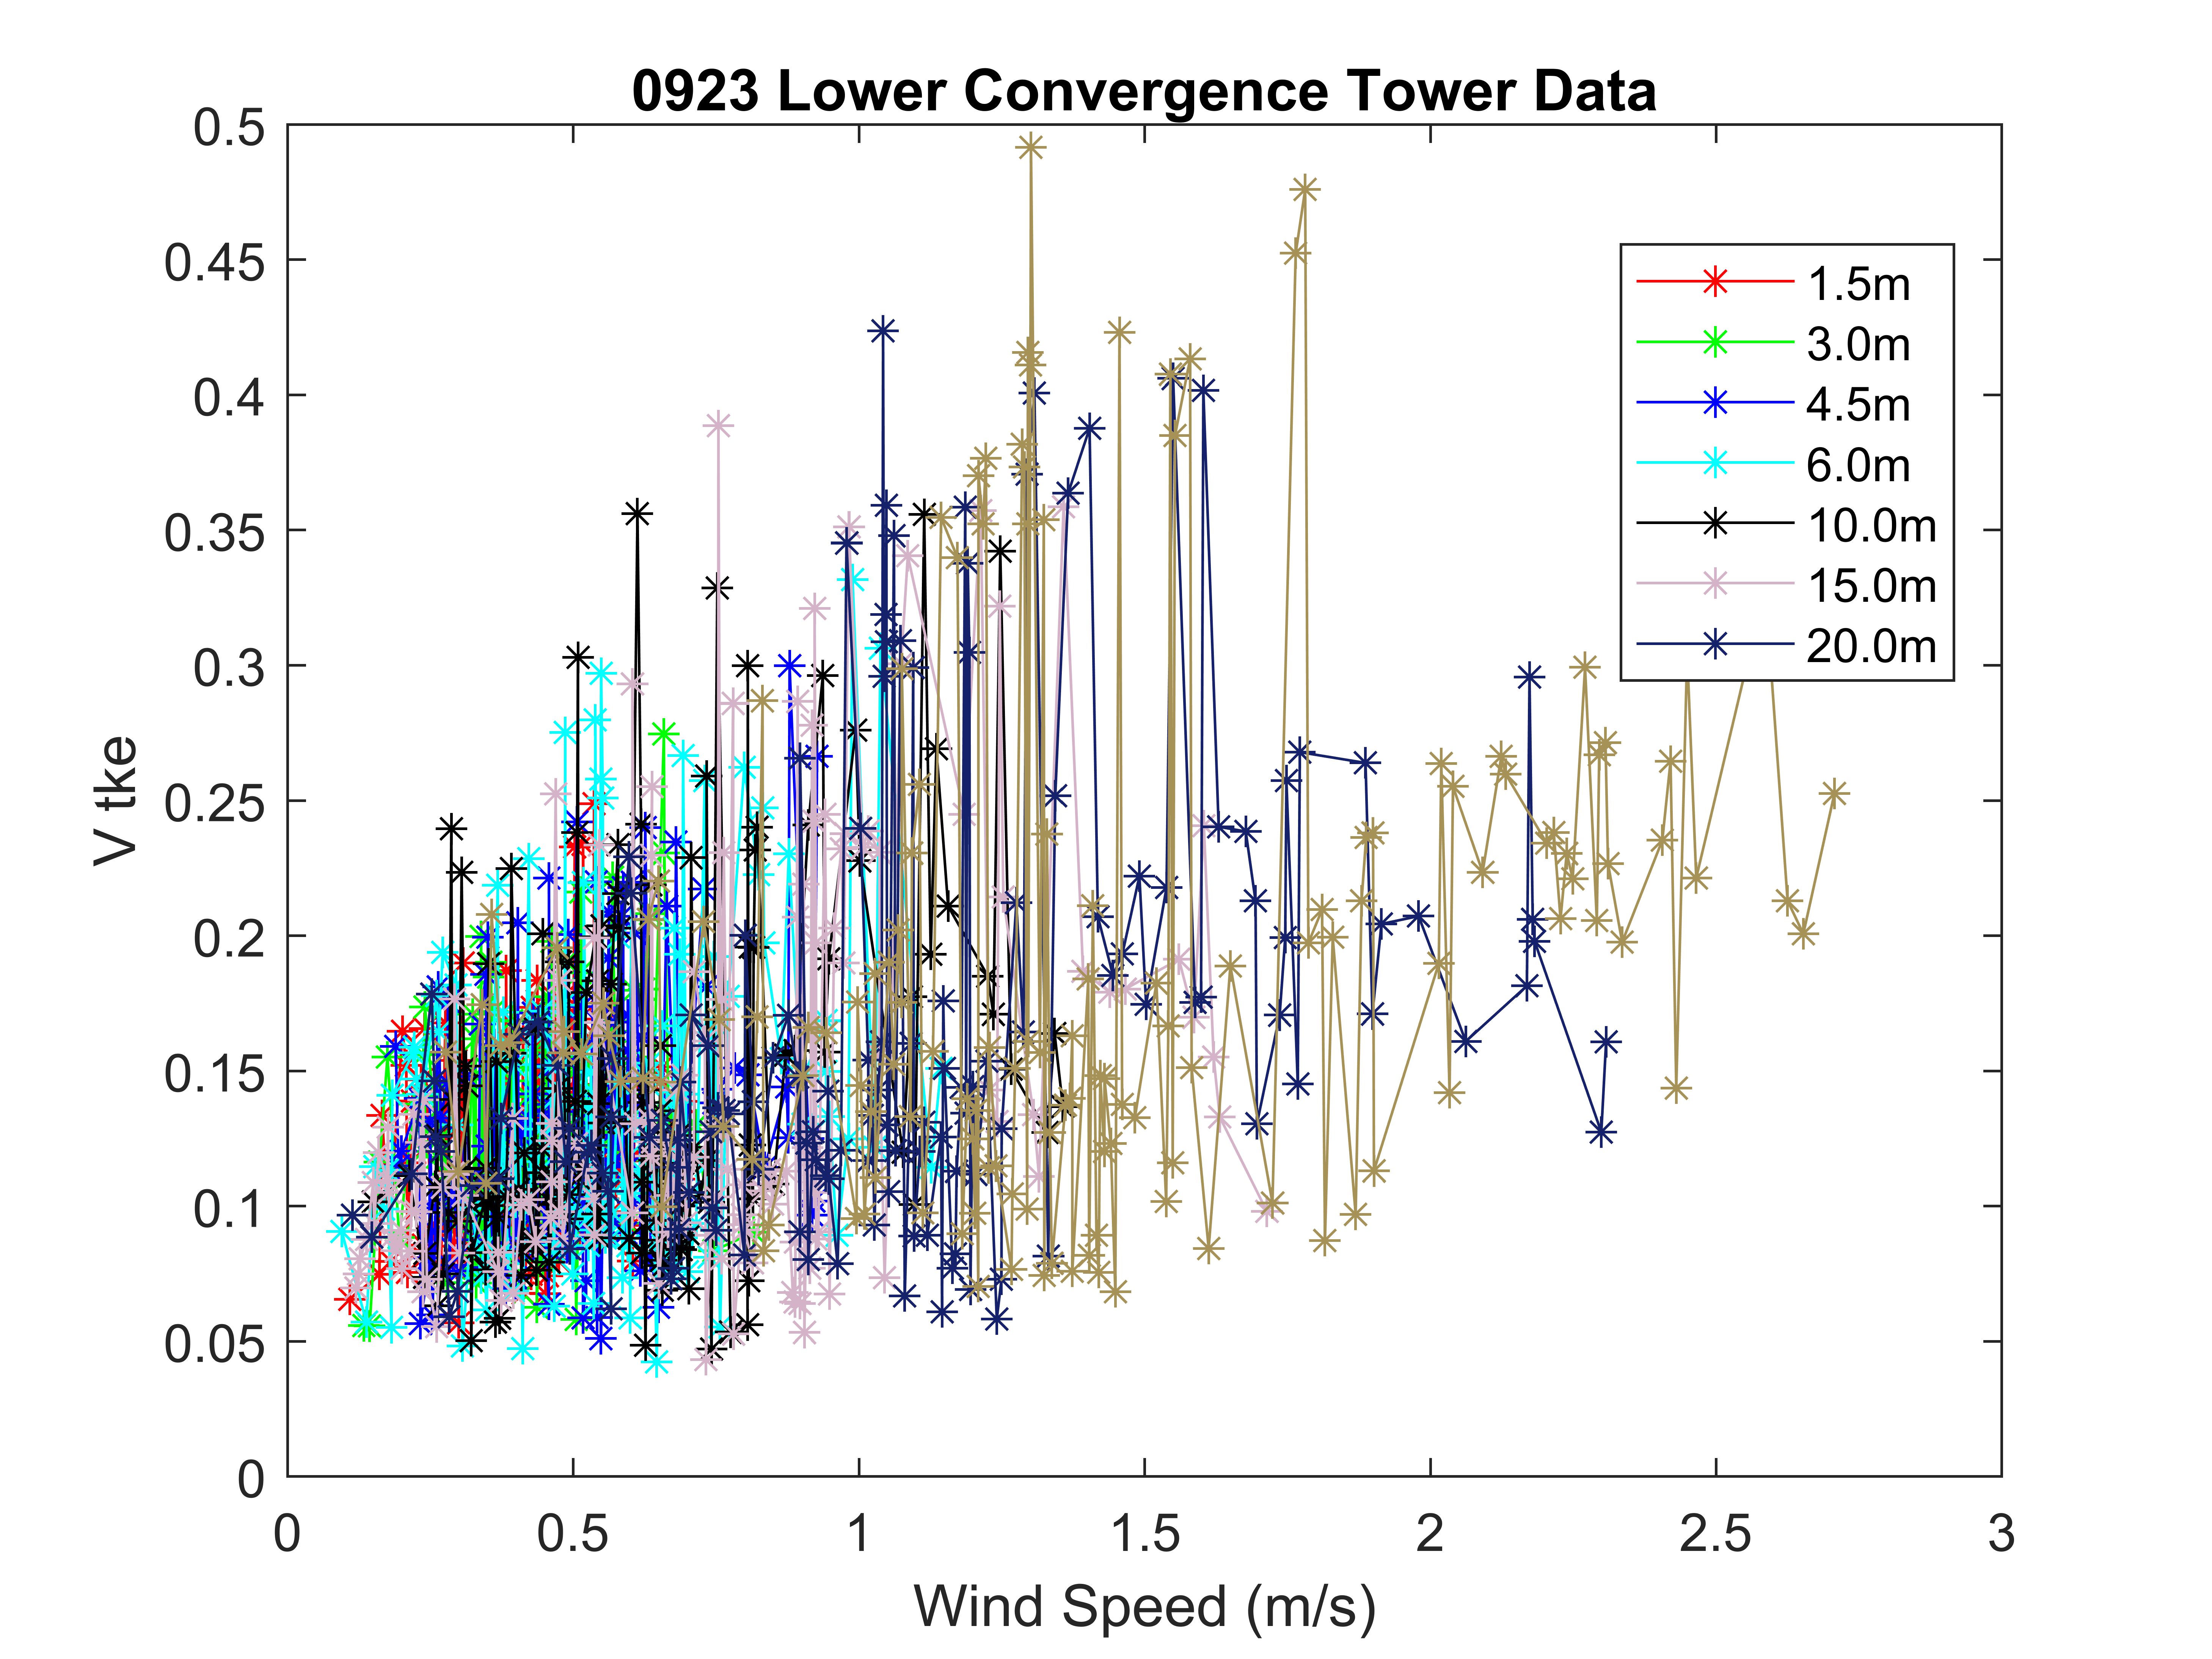 0923 Lower Convergence Tower Data
0.5
0.45
0.4
0.35
0.3
0.25
0.2
0.15
0.1
0.05
0
V tke
1.5m
3.0m
4.5m
6.0m
10.0m
15.0m
20.0m
0 0.5 1 1.5 2 2.5 3
Wind Speed (m/s)